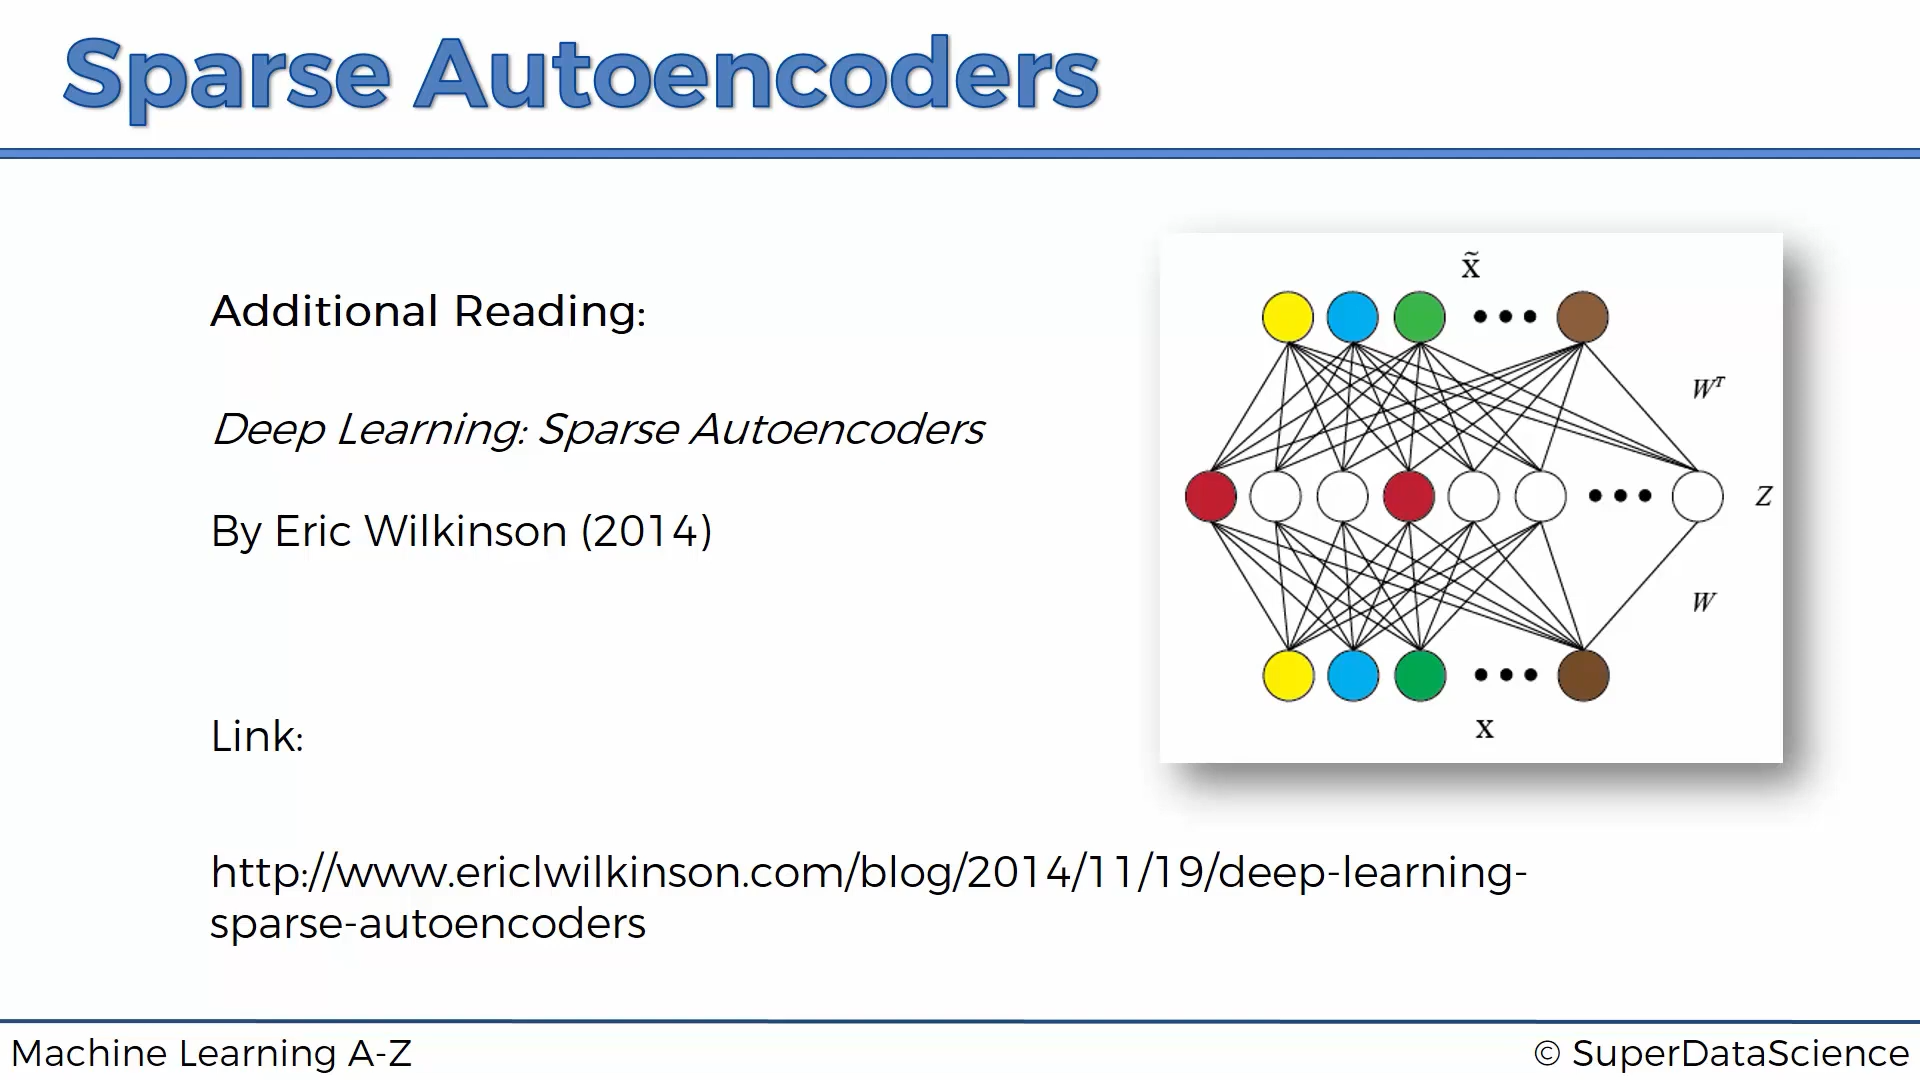 Sparse Autoencoders
Additional Reading:
Deep Learning: Sparse Autoencoders
By Eric Wilkinson (2014)
Link:
http://www.ericlwilkinson.com/blog/2014/11/19/deep-learning-
sparse-autoencoders
x̃
Wᵀ
Z
W
x
Machine Learning A-Z
© SuperDataScience